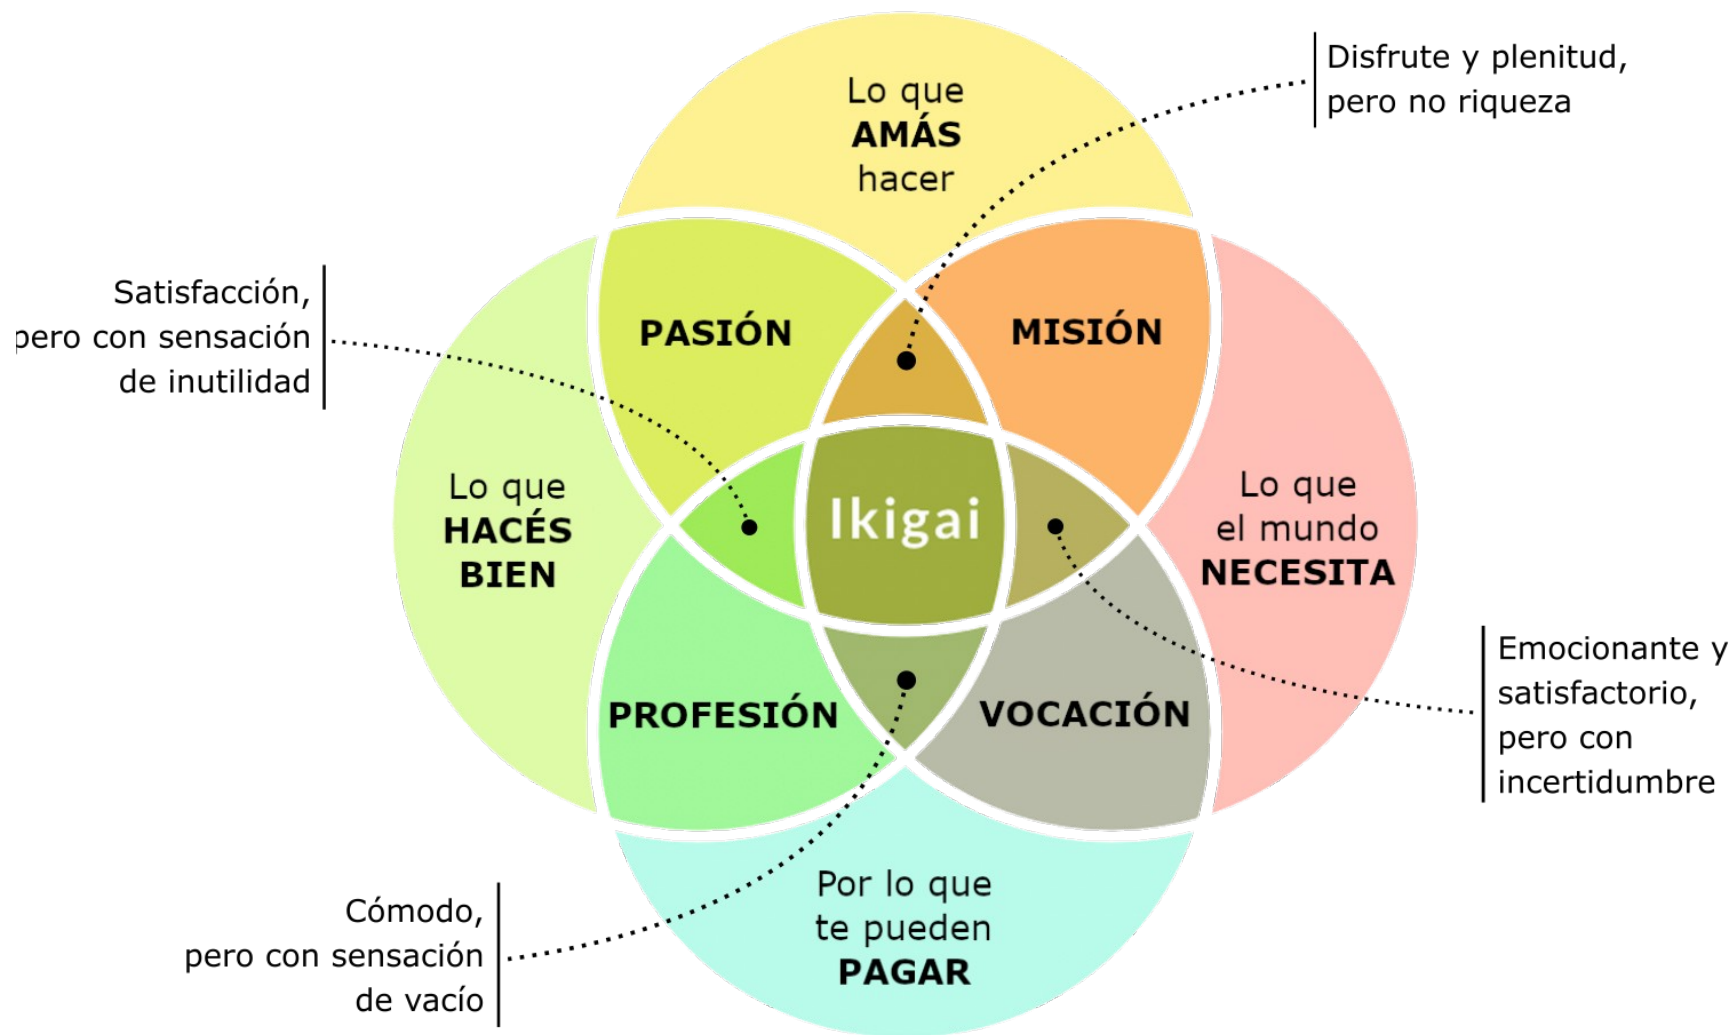 Lo que
AMÁS
hacer
Disfrute y plenitud,
pero no riqueza
Satisfacción,
pero con sensación
de inutilidad
PASIÓN
MISIÓN
Lo que
HACÉS
BIEN
Ikigai
Lo que
el mundo
NECESITA
PROFESIÓN
VOCACIÓN
Emocionante y
satisfactorio,
pero con
incertidumbre
Cómodo,
pero con sensación
de vacío
Por lo que
te pueden
PAGAR